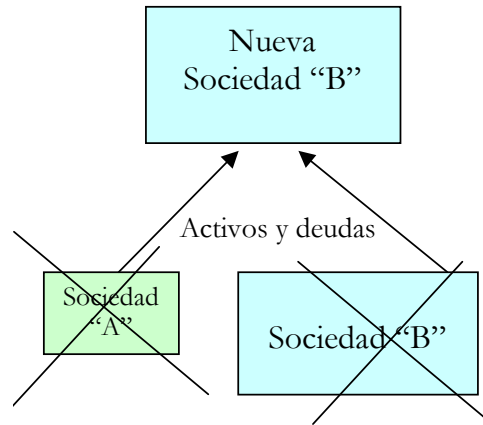 Nueva
Sociedad “B”
Activos y deudas
Sociedad
“A”
Sociedad “B”